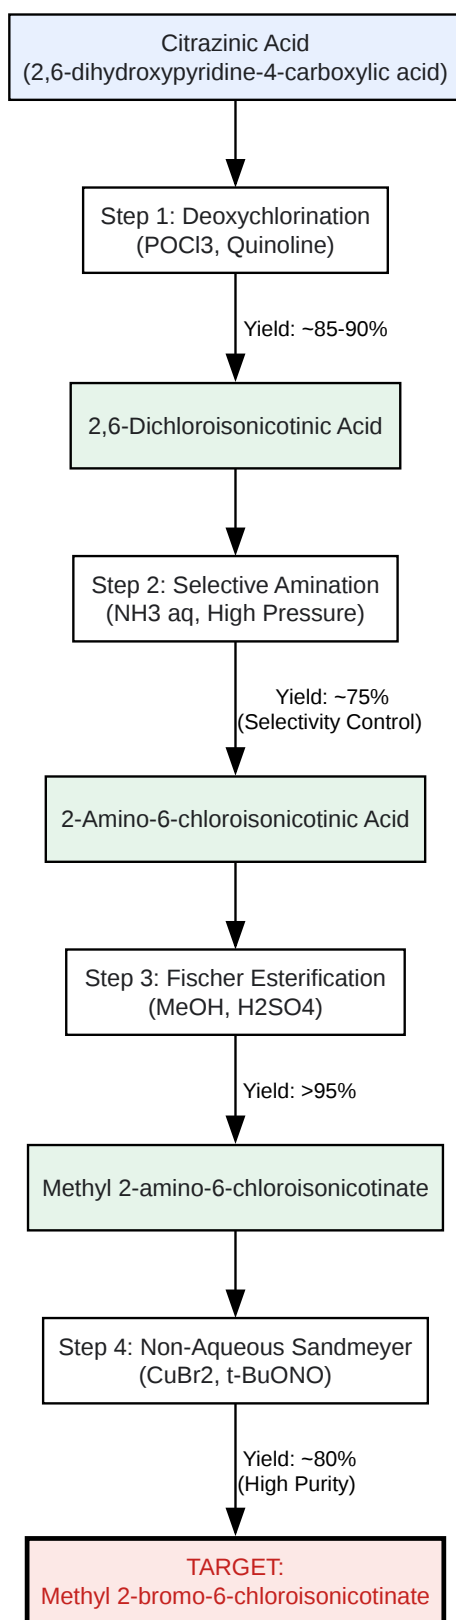 Citrazinic Acid
(2,6-dihydroxypyridine-4-carboxylic acid)
Step 1: Deoxychlorination
(POCl3, Quinoline)
Yield: ~85-90%
2,6-Dichloroisonicotinic Acid
Step 2: Selective Amination
(NH3 aq, High Pressure)
Yield: ~75%
(Selectivity Control)
2-Amino-6-chloroisonicotinic Acid
Step 3: Fischer Esterification
(MeOH, H2SO4)
Yield: >95%
Methyl 2-amino-6-chloroisonicotinate
Step 4: Non-Aqueous Sandmeyer
(CuBr2, t-BuONO)
Yield: ~80%
(High Purity)
TARGET:
Methyl 2-bromo-6-chloroisonicotinate